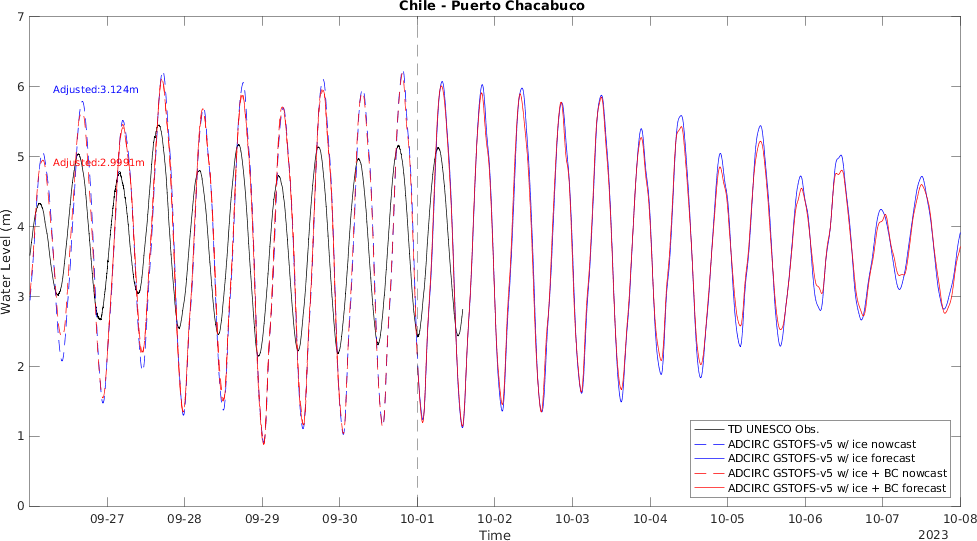 Chile - Puerto Chacabuco
7
6
5
4
3
2
1
0
Water Level (m)
Adjusted:3.124m
Adjusted:2.9991m
TD UNESCO Obs.
ADCIRC GSTOFS-v5 w/ ice nowcast
ADCIRC GSTOFS-v5 w/ ice forecast
ADCIRC GSTOFS-v5 w/ ice + BC nowcast
ADCIRC GSTOFS-v5 w/ ice + BC forecast
09-27 09-28 09-29 09-30 10-01 10-02 10-03 10-04 10-05 10-06 10-07 10-08
Time
2023